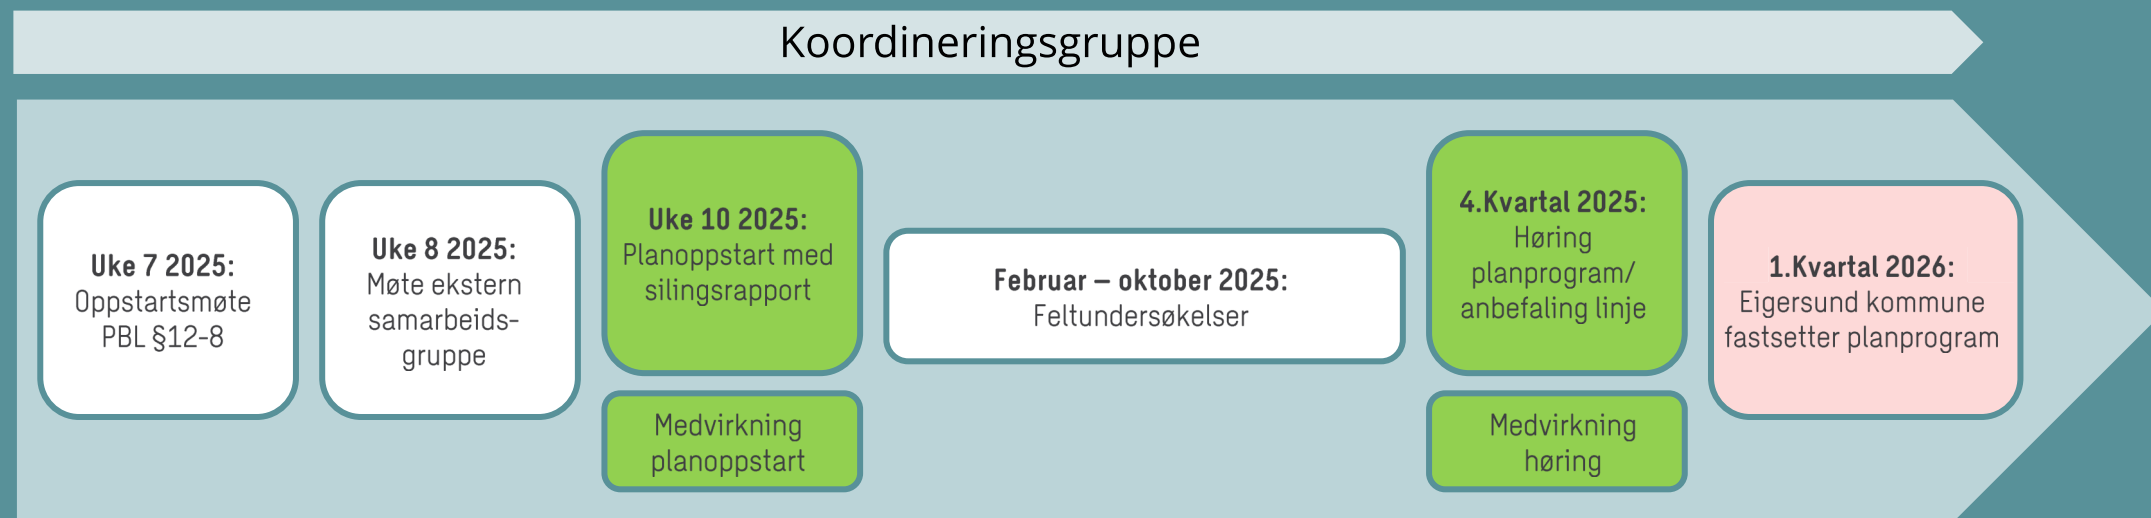 Koordineringsgruppe
Uke 7 2025:
Oppstartsmøte
PBL §12-8
Uke 8 2025:
Møte ekstern
samarbeids-
gruppe
Uke 10 2025:
Planoppstart med
silingsrapport
Medvirkning
planoppstart
Februar – oktober 2025:
Feltundersøkelser
4.Kvartal 2025:
Høring
planprogram/
anbefaling linje
Medvirkning
høring
1.Kvartal 2026:
Eigersund kommune
fastsetter planprogram